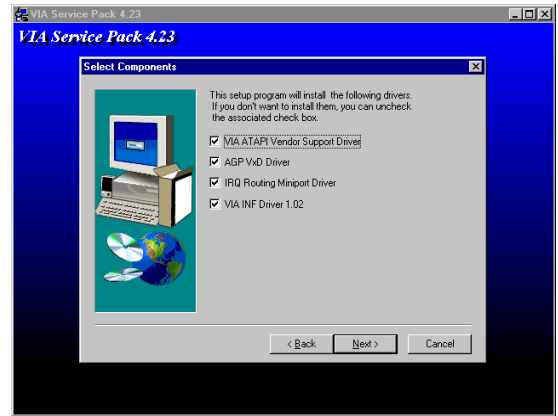 VIA Service Pack 4.23
VIA Service Pack 4.23
Select Components
This setup program will install the following drivers.
If you don't want to install them, you can uncheck
the associated check box.
VIA ATAPI Vendor Support Driver
AGP VxD Driver
IRQ Routing Miniport Driver
VIA INF Driver 1.02
< Back
Next >
Cancel